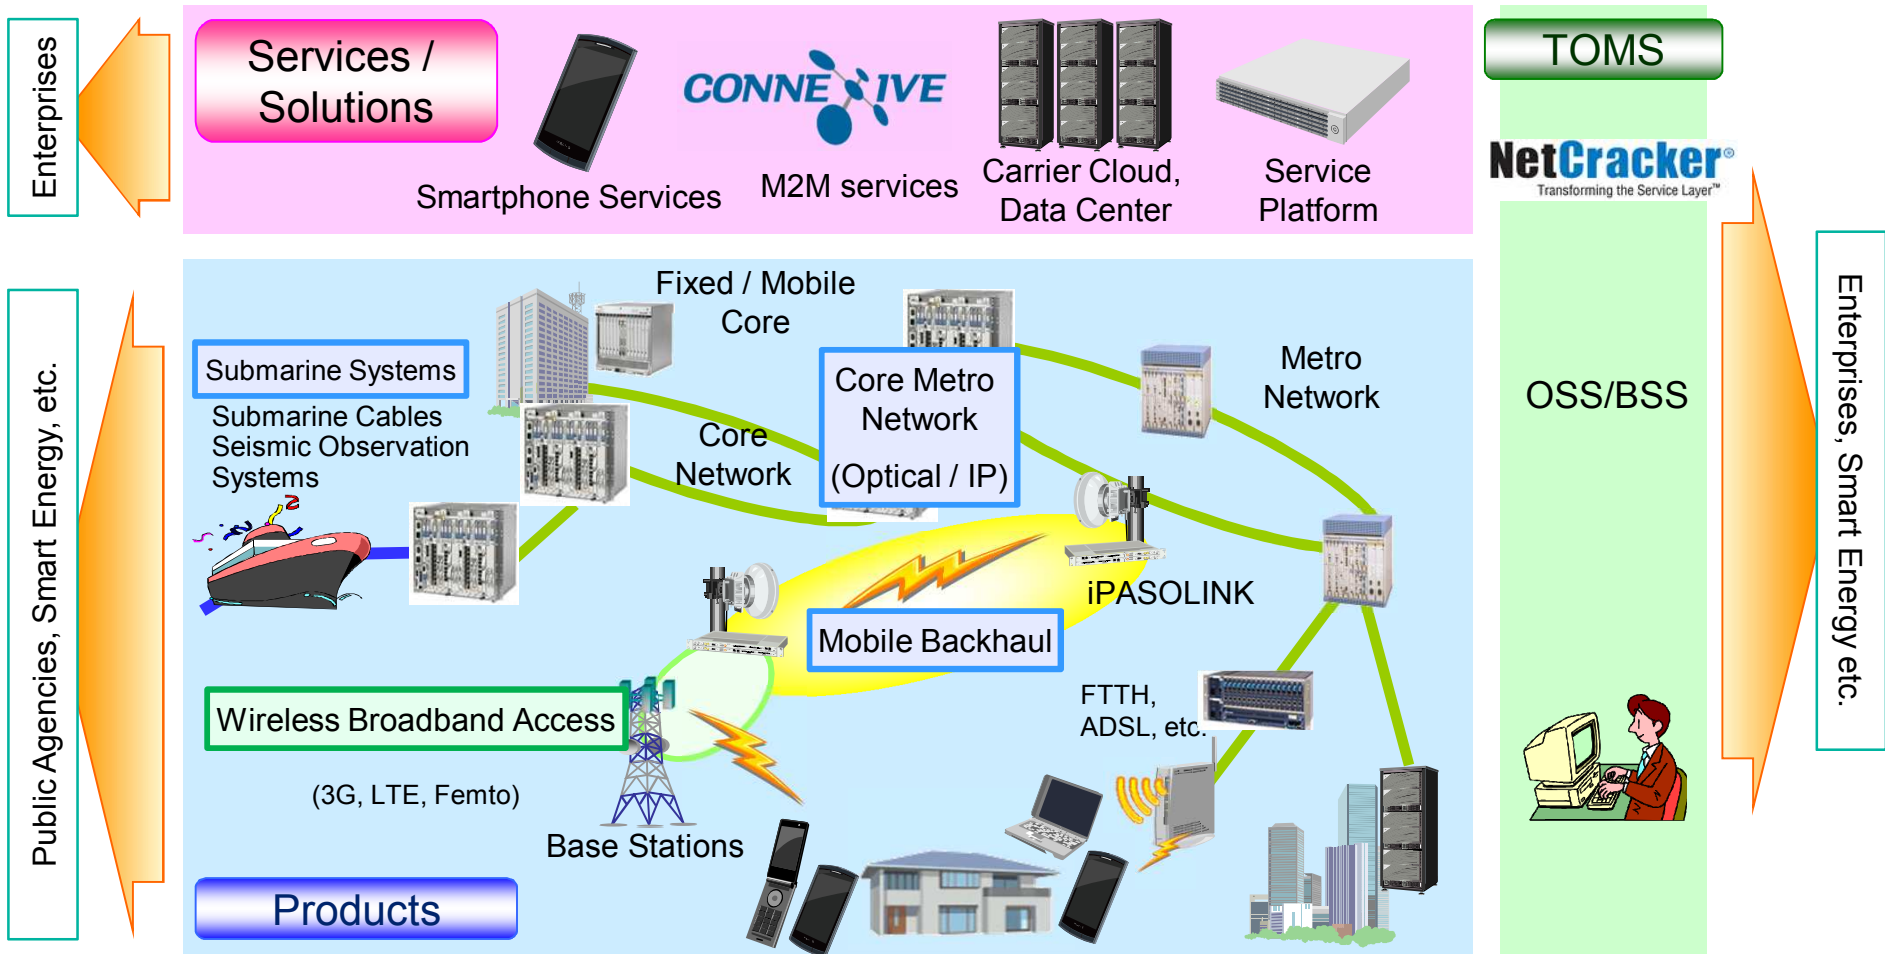 Enterprises
Services /
Solutions
CONNEXIVE
Smartphone Services
M2M services
Carrier Cloud,
Data Center
Service
Platform
TOMS
NetCracker®
Transforming the Service Layer™
OSS/BSS
Enterprises, Smart Energy etc.
Public Agencies, Smart Energy, etc.
Fixed / Mobile
Core
Submarine Systems
Submarine Cables
Seismic Observation
Systems
Core
Network
Core Metro
Network
(Optical / IP)
Metro
Network
iPASOLINK
Mobile Backhaul
Wireless Broadband Access
(3G, LTE, Femto)
Base Stations
FTTH,
ADSL, etc.
Products